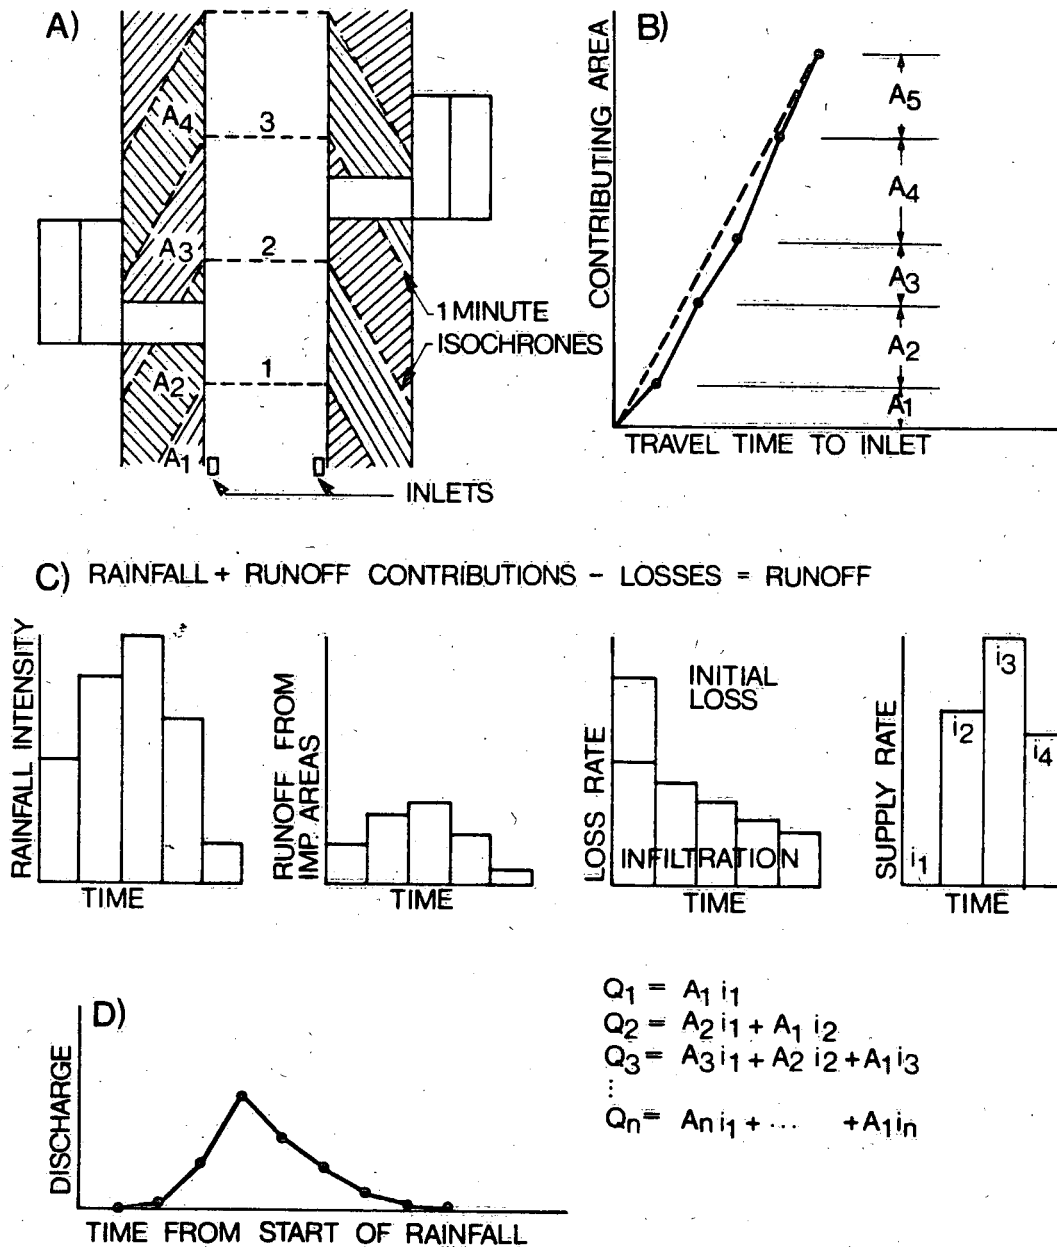 A)
A4
3
A3
2
1 MINUTE
ISOCHRONES
A2
1
A1
INLETS
B)
CONTRIBUTING AREA
A5
A4
A3
A2
A1
TRAVEL TIME TO INLET
C) RAINFALL + RUNOFF CONTRIBUTIONS - LOSSES = RUNOFF
RAINFALL INTENSITY
TIME
RUNOFF FROM
IMP. AREAS
TIME
LOSS RATE
INITIAL
LOSS
INFILTRATION
TIME
SUPPLY RATE
i1
i2
i3
i4
TIME
D)
DISCHARGE
TIME FROM START OF RAINFALL
Q1 = A1 i1
Q2 = A2 i1 + A1 i2
Q3 = A3 i1 + A2 i2 + A1 i3
⋮
Qn = An i1 + ... + A1 in